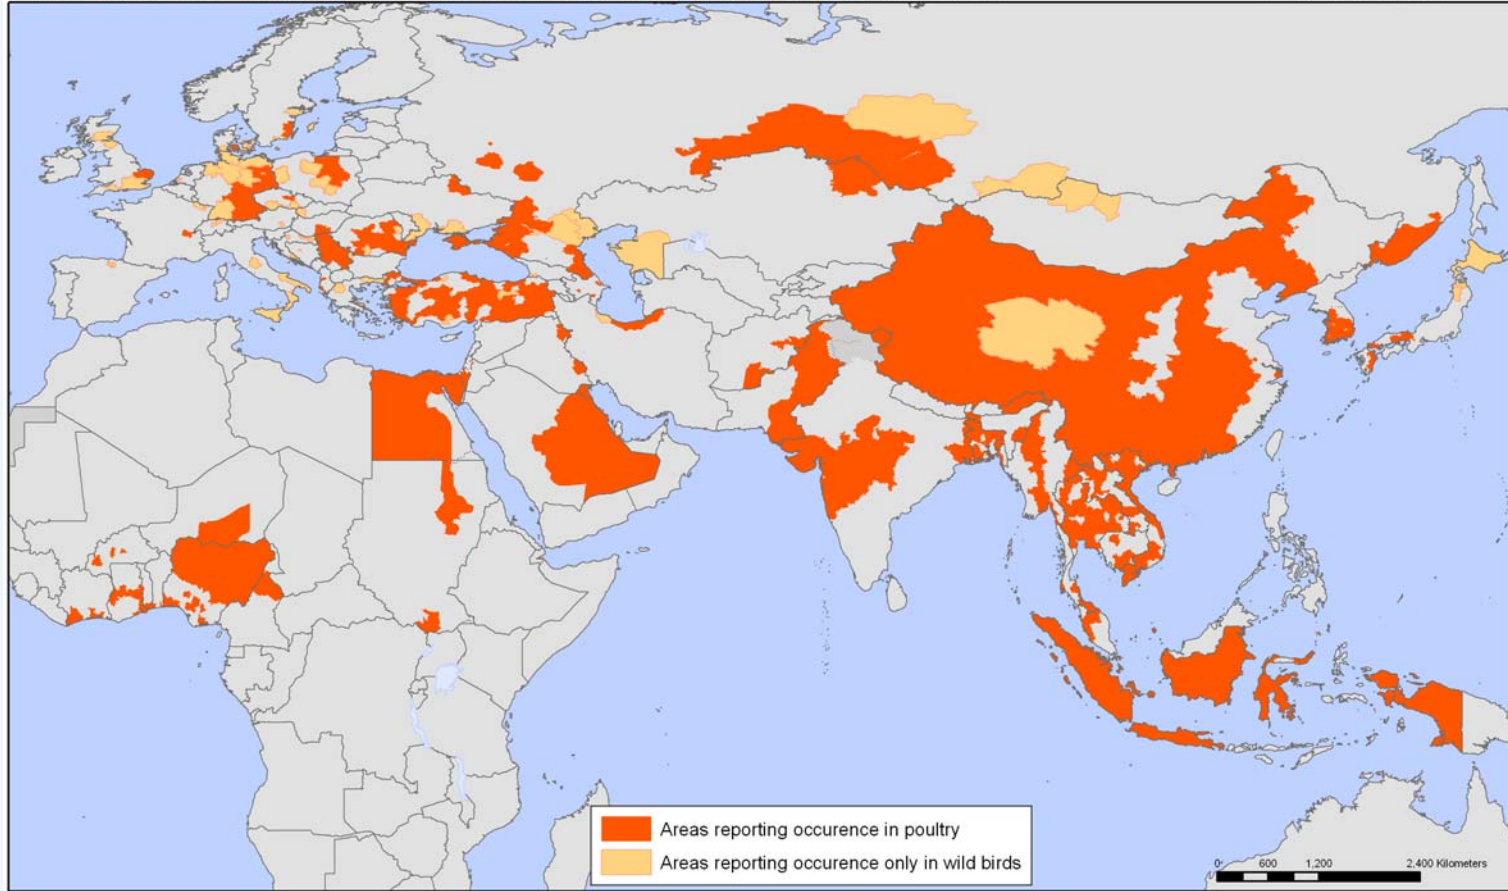 Areas reporting occurence in poultry
Areas reporting occurence only in wild birds
0 600 1,200 2,400 Kilometers